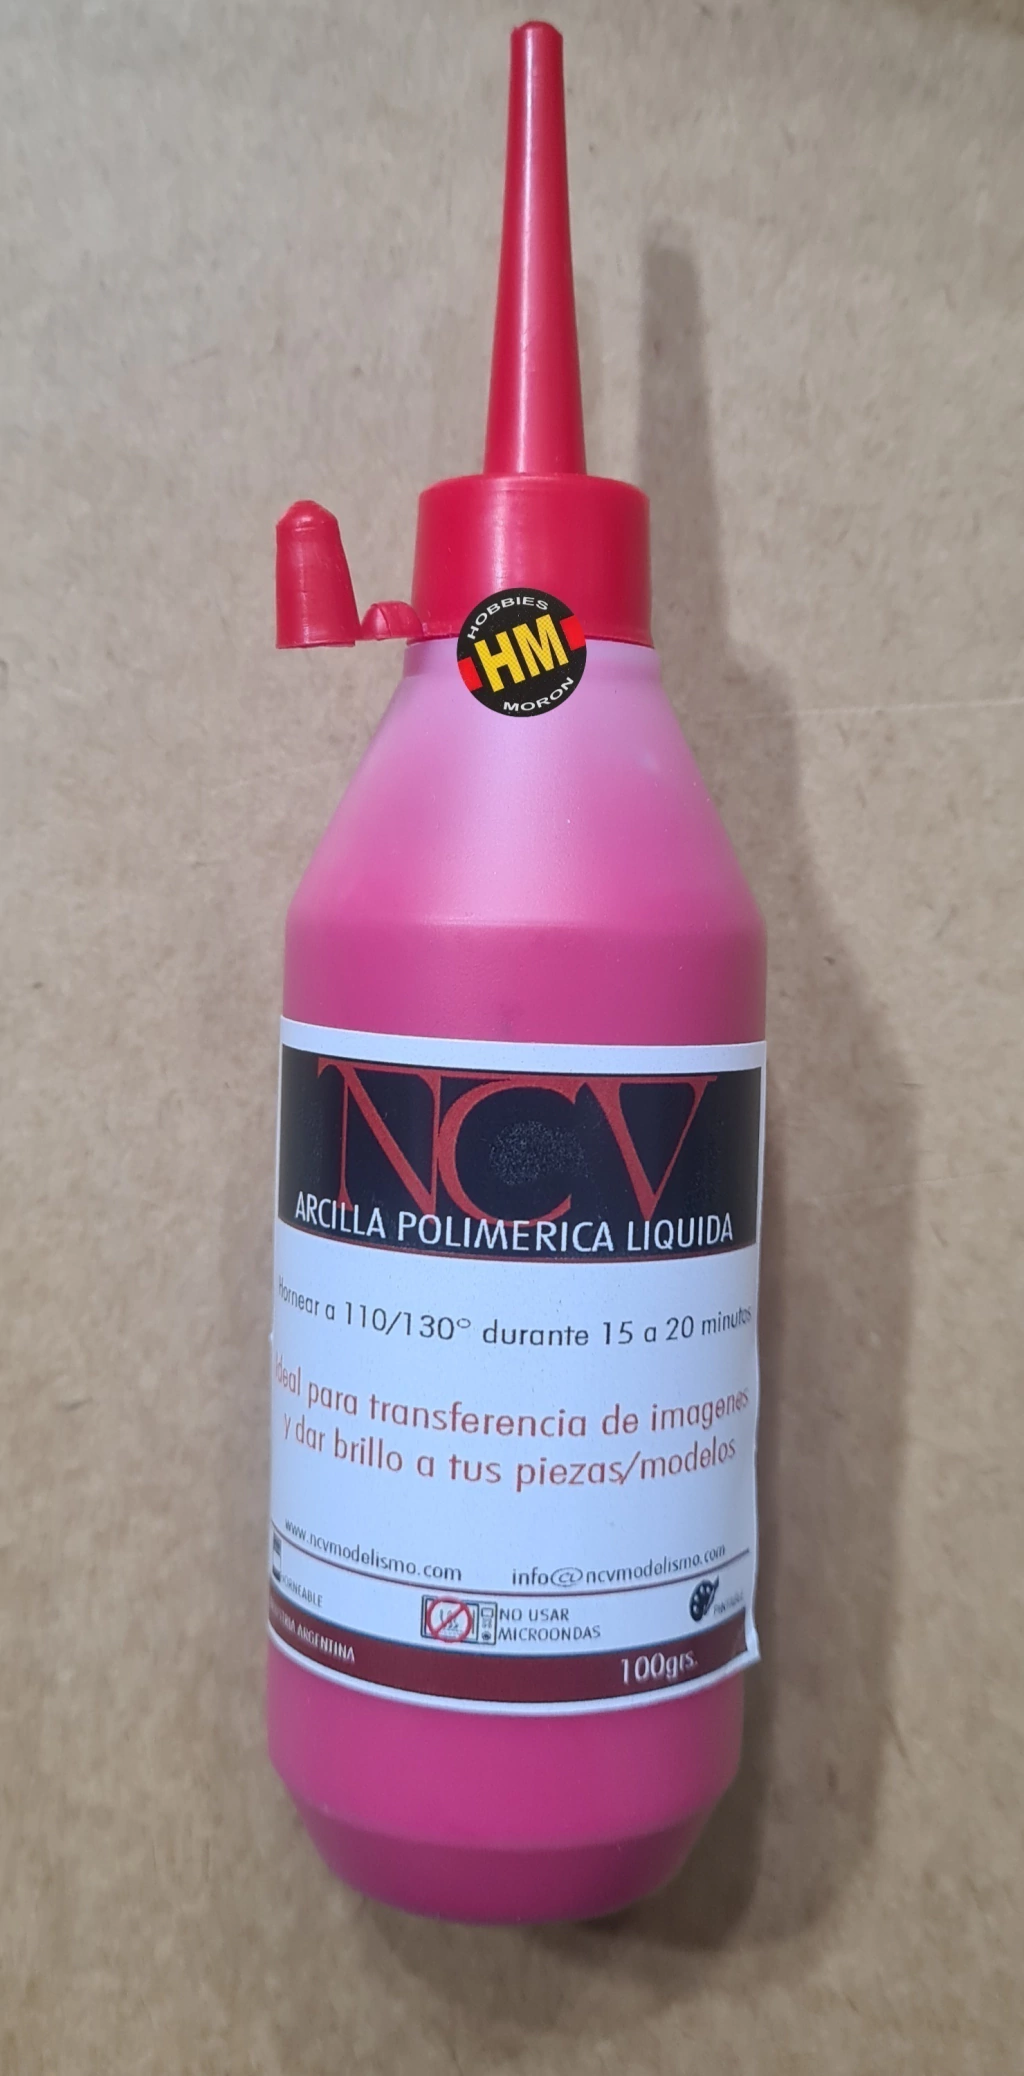 HOBBIES
HM
MORON
NCV
ARCILLA POLIMERICA LIQUIDA
Hornear a 110/130° durante 15 a 20 minutos
Ideal para transferencia de imagenes
y dar brillo a tus piezas/modelos
www.ncvmodelismo.com info@ncvmodelismo.com
HORNEABLE
NO USAR
MICROONDAS
ARGENTINA
100grs.